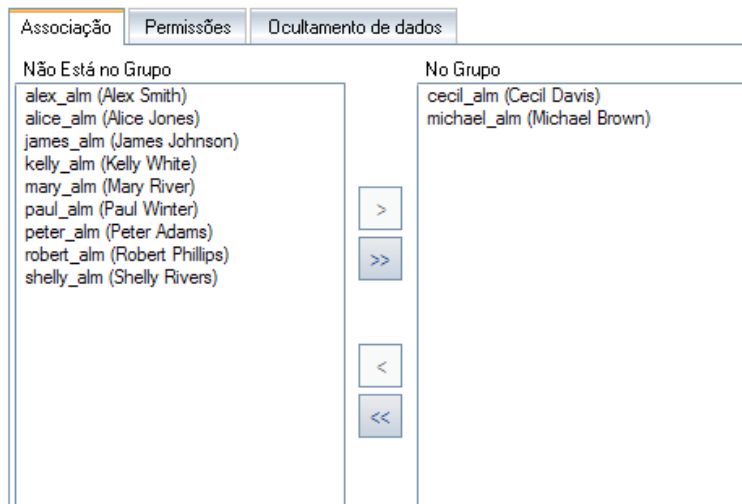 Associação Permissões Ocultamento de dados
Não Está no Grupo
alex_alm (Alex Smith)
alice_alm (Alice Jones)
james_alm (James Johnson)
kelly_alm (Kelly White)
mary_alm (Mary River)
paul_alm (Paul Winter)
peter_alm (Peter Adams)
robert_alm (Robert Phillips)
shelly_alm (Shelly Rivers)
>
>>
<
<<
No Grupo
cecil_alm (Cecil Davis)
michael_alm (Michael Brown)